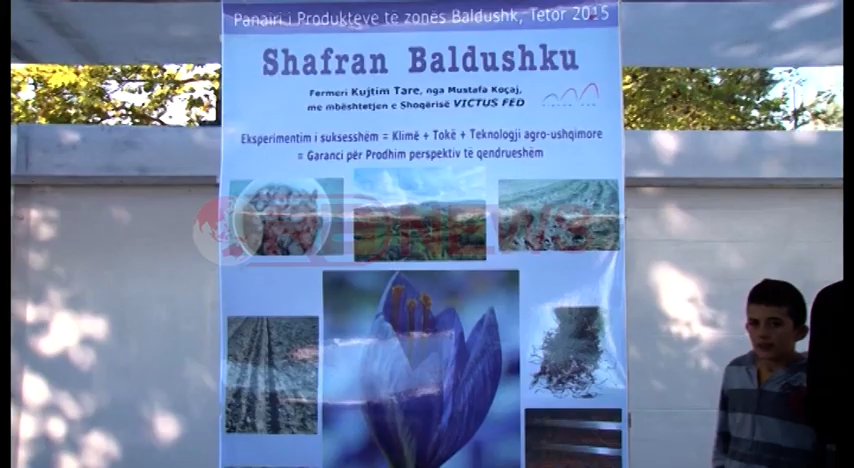 Panairi i Produkteve të zonës Baldushk, Tetor 2015
Shafran Baldushku
Fermeri Kujtim Tare, nga Mustafa Koçaj,
me mbështetjen e Shoqërisë VICTUS FED
Eksperimentim i suksesshëm = Klimë + Tokë + Teknologji agro-ushqimore
= Garanci për Prodhim perspektiv të qendrueshëm
REDNEWS